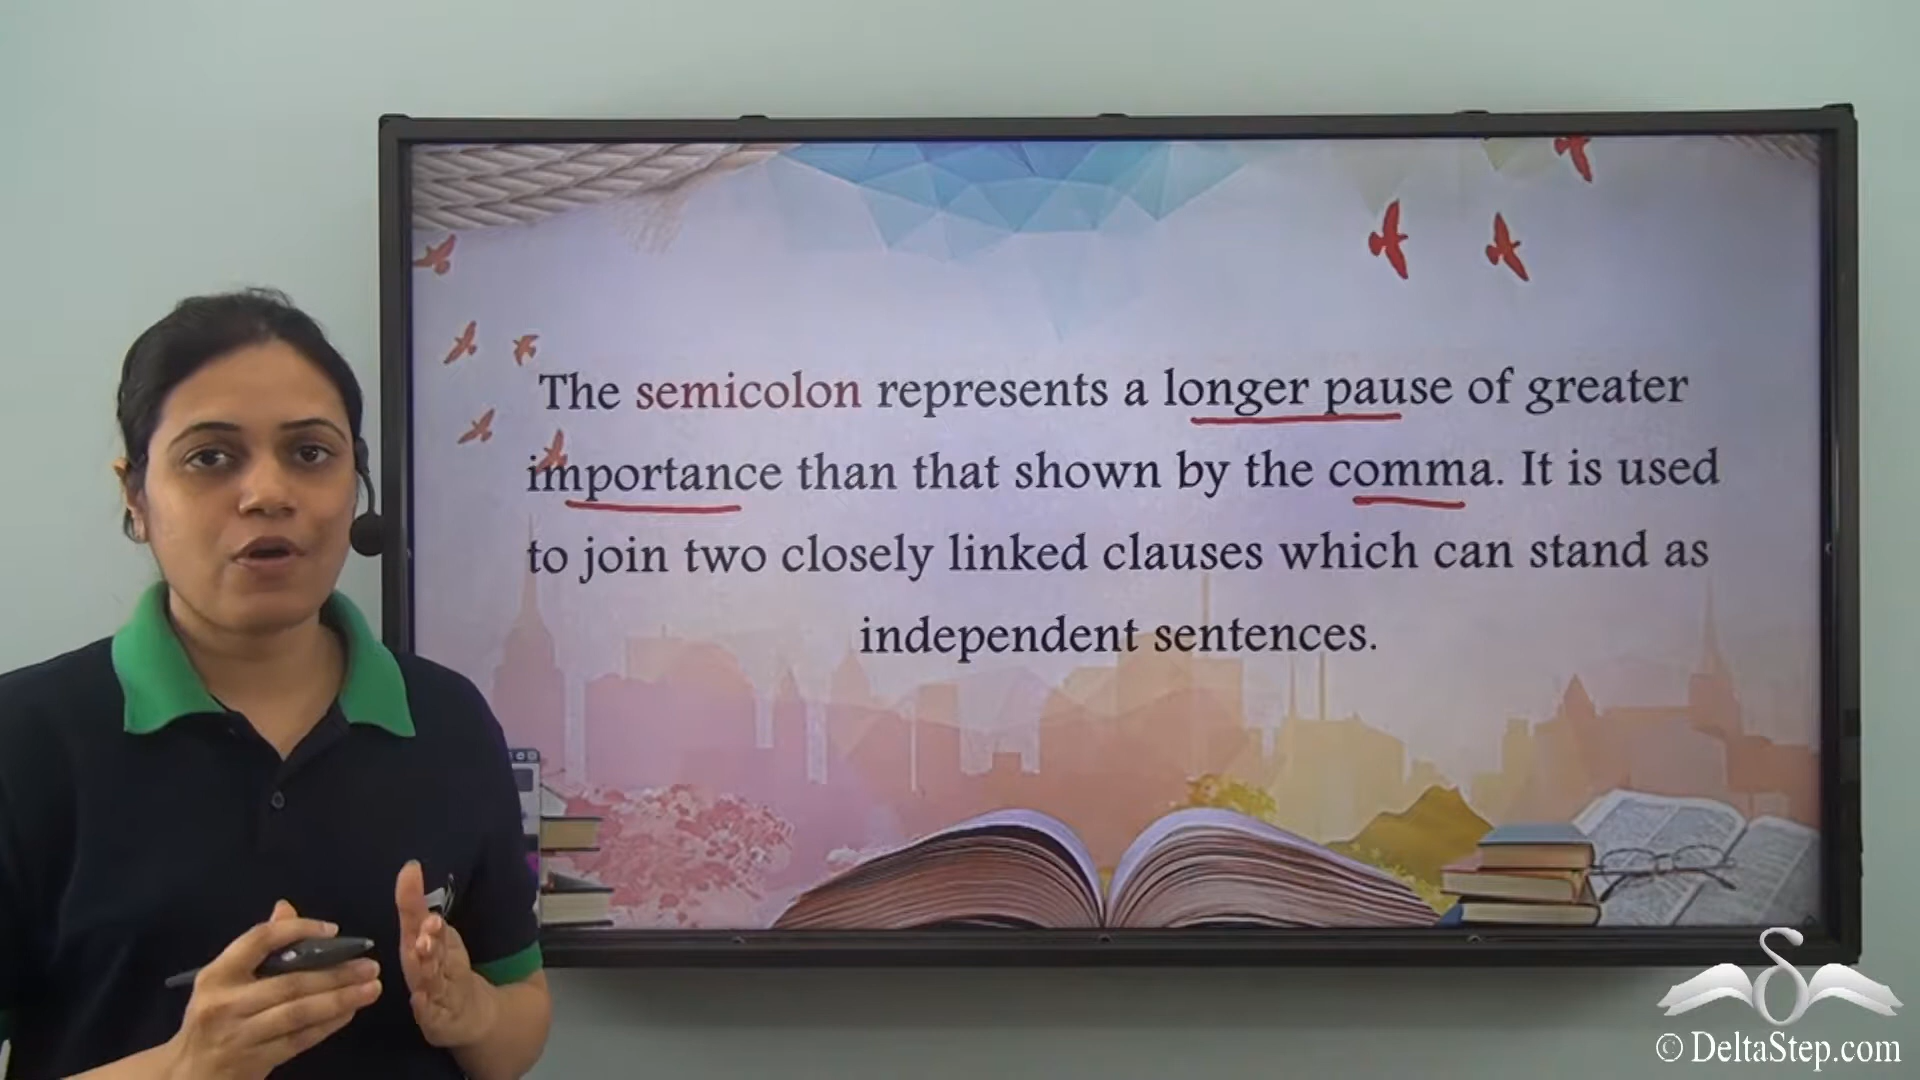 The semicolon represents a longer pause of greater
importance than that shown by the comma. It is used
to join two closely linked clauses which can stand as
independent sentences.
© DeltaStep.com